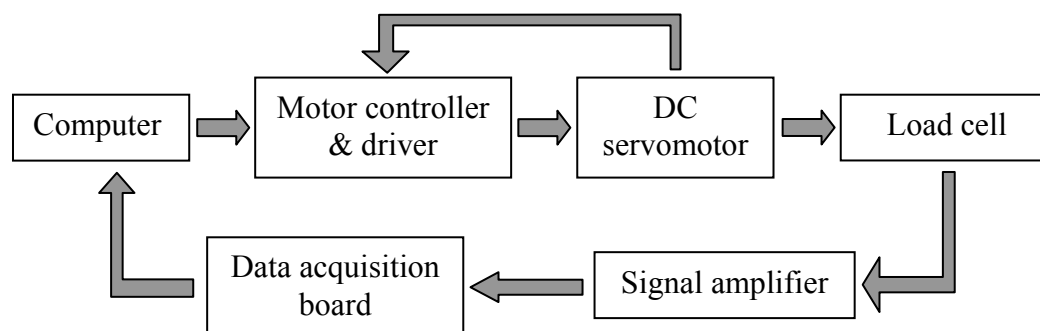 Computer
Motor controller
& driver
DC
servomotor
Load cell
Data acquisition
board
Signal amplifier